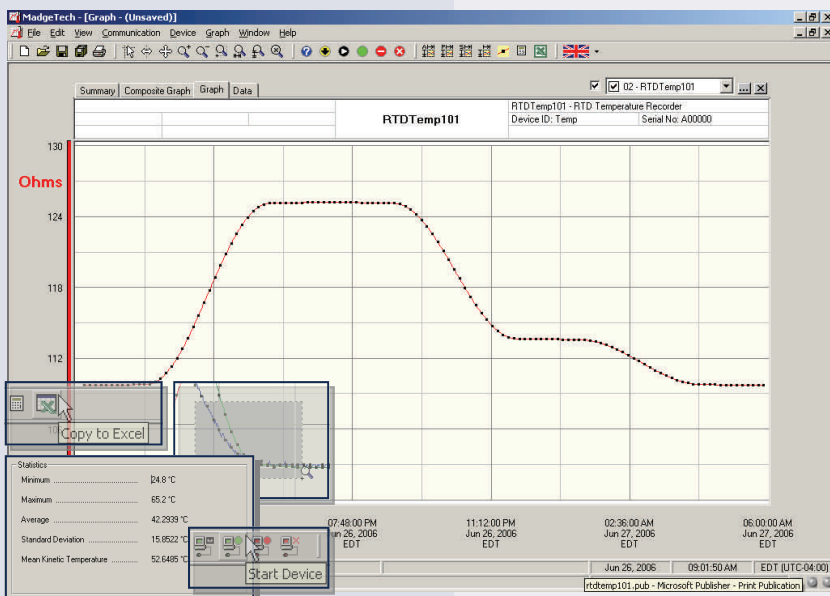 MadgeTech - [Graph - (Unsaved)]
File Edit View Communication Device Graph Window Help
Summary Composite Graph Graph Data
02 - RTDTemp101
RTDTemp101
RTDTemp101 - RTD Temperature Recorder
Device ID: Temp
Serial No: A00000
130
Ohms
124
118
112
Copy to Excel
Statistics
Minimum 24.8 °C
Maximum 65.2 °C
Average 42.2939 °C
Standard Deviation 15.8522 °C
Mean Kinetic Temperature 52.6485 °C
Start Device
07:48:00 PM
Jun 26, 2006
EDT
11:12:00 PM
Jun 26, 2006
EDT
02:36:00 AM
Jun 27, 2006
EDT
06:00:00 AM
Jun 27, 2006
EDT
Jun 26, 2006
09:01:50 AM
EDT (UTC-04:00)
rtdtemp101.pub - Microsoft Publisher - Print Publication